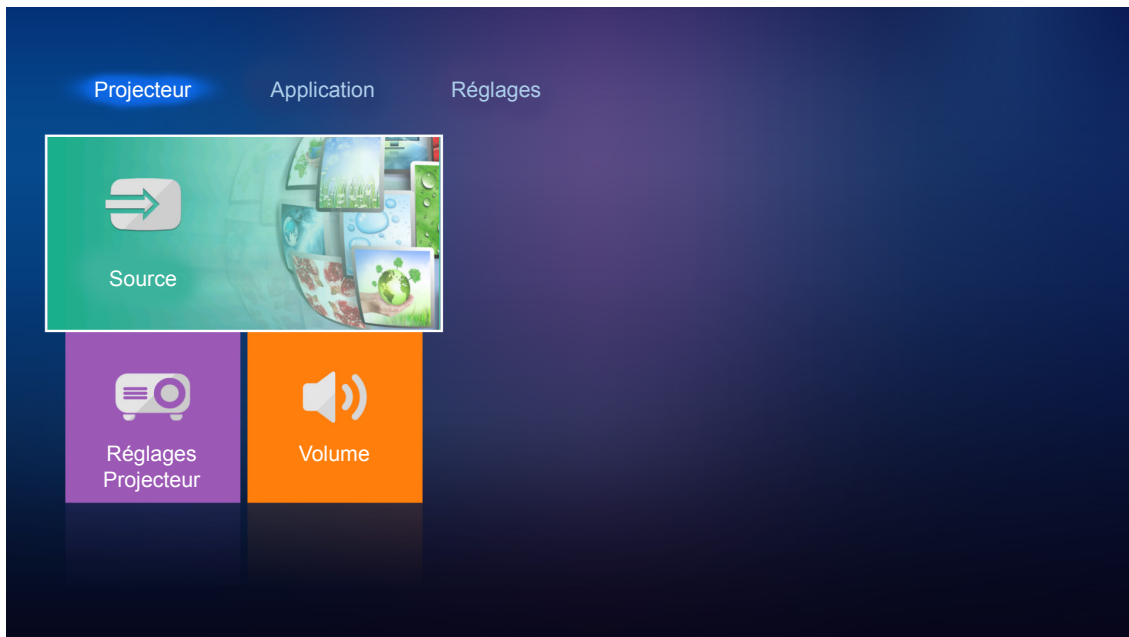 Projecteur
Application
Réglages
Source
Réglages
Projecteur
Volume